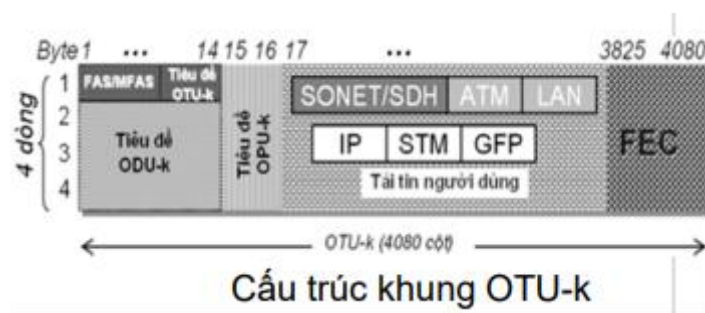 Byte 1 ... 14 15 16 17 ... 3825 4080
1 FAS/MFAS Tiêu đề OTU-k
2
3
4
4 dòng
Tiêu đề ODU-k
Tiêu đề OPU-k
SONET/SDH ATM LAN
IP STM GFP
Tải tin người dùng
FEC
OTU-k (4080 cột)
Cấu trúc khung OTU-k